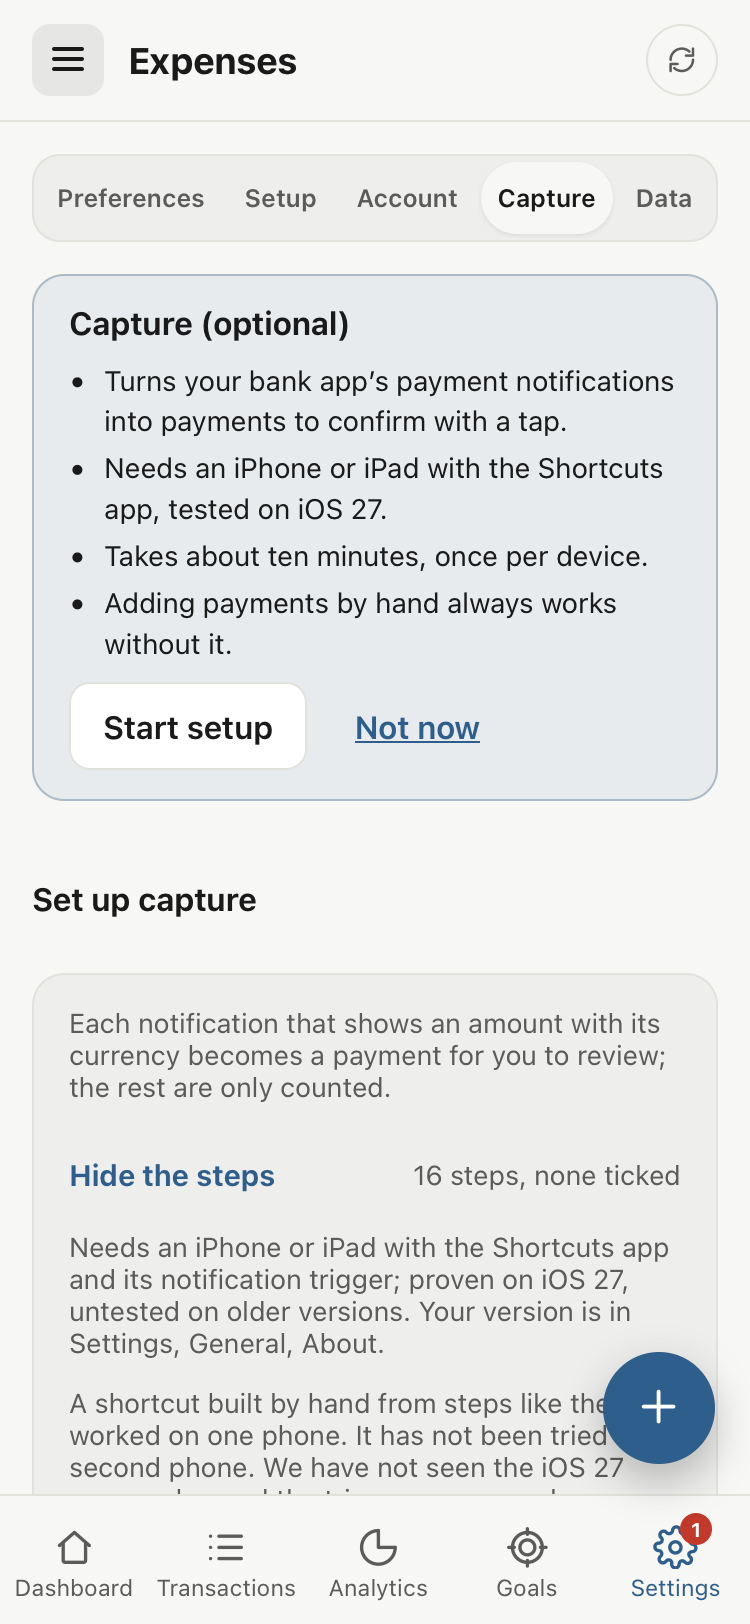 Expenses
Preferences
Setup
Account
Capture
Data
Capture (optional)
• Turns your bank app’s payment notifications
into payments to confirm with a tap.
• Needs an iPhone or iPad with the Shortcuts
app, tested on iOS 27.
• Takes about ten minutes, once per device.
• Adding payments by hand always works
without it.
Start setup
Not now
Set up capture
Each notification that shows an amount with its
currency becomes a payment for you to review;
the rest are only counted.
Hide the steps
16 steps, none ticked
Needs an iPhone or iPad with the Shortcuts app
and its notification trigger; proven on iOS 27,
untested on older versions. Your version is in
Settings, General, About.
A shortcut built by hand from steps like
worked on one phone. It has not been tried
second phone. We have not seen the iOS 27
1
Dashboard
Transactions
Analytics
Goals
Settings